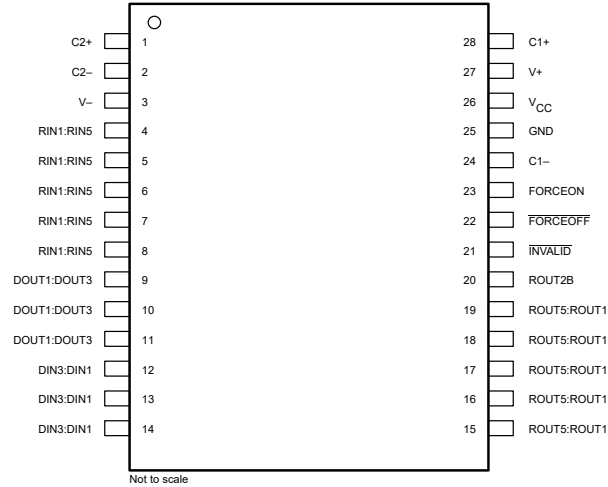 C2+ 1 28 C1+
C2– 2 27 V+
V– 3 26 VCC
RIN1:RIN5 4 25 GND
RIN1:RIN5 5 24 C1–
RIN1:RIN5 6 23 FORCEON
RIN1:RIN5 7 22 FORCEOFF
RIN1:RIN5 8 21 INVALID
DOUT1:DOUT3 9 20 ROUT2B
DOUT1:DOUT3 10 19 ROUT5:ROUT1
DOUT1:DOUT3 11 18 ROUT5:ROUT1
DIN3:DIN1 12 17 ROUT5:ROUT1
DIN3:DIN1 13 16 ROUT5:ROUT1
DIN3:DIN1 14 15 ROUT5:ROUT1
Not to scale